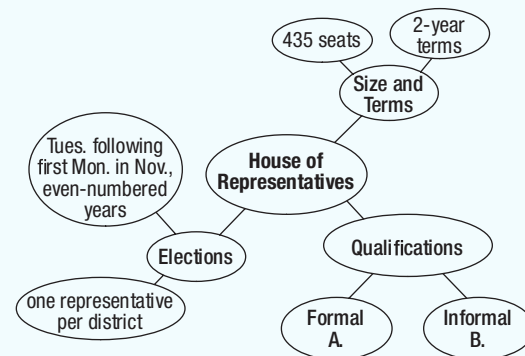 435 seats
2-year
terms
Size and
Terms
Tues. following
first Mon. in Nov.,
even-numbered
years
House of
Representatives
Elections
Qualifications
one representative
per district
Formal
A.
Informal
B.